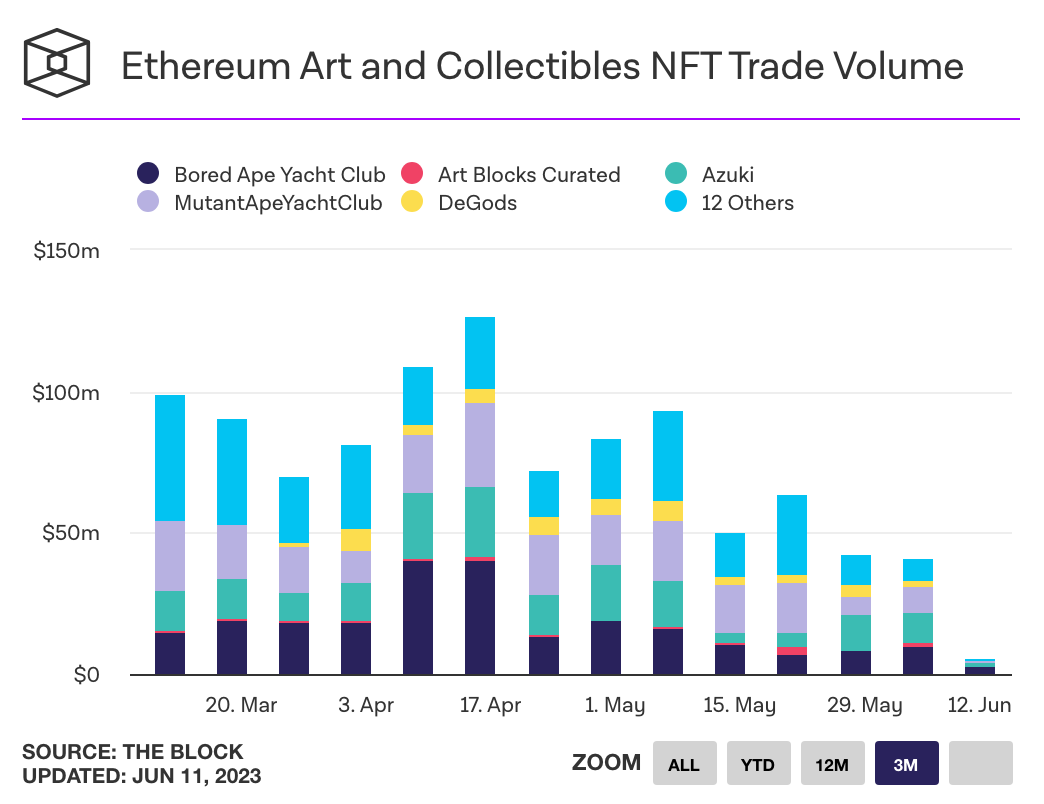 Ethereum Art and Collectibles NFT Trade Volume
Bored Ape Yacht Club
Art Blocks Curated
Azuki
MutantApeYachtClub
DeGods
12 Others
$150m
$100m
$50m
$0
20. Mar
3. Apr
17. Apr
1. May
15. May
29. May
12. Jun
SOURCE: THE BLOCK
UPDATED: JUN 11, 2023
ZOOM
ALL
YTD
12M
3M